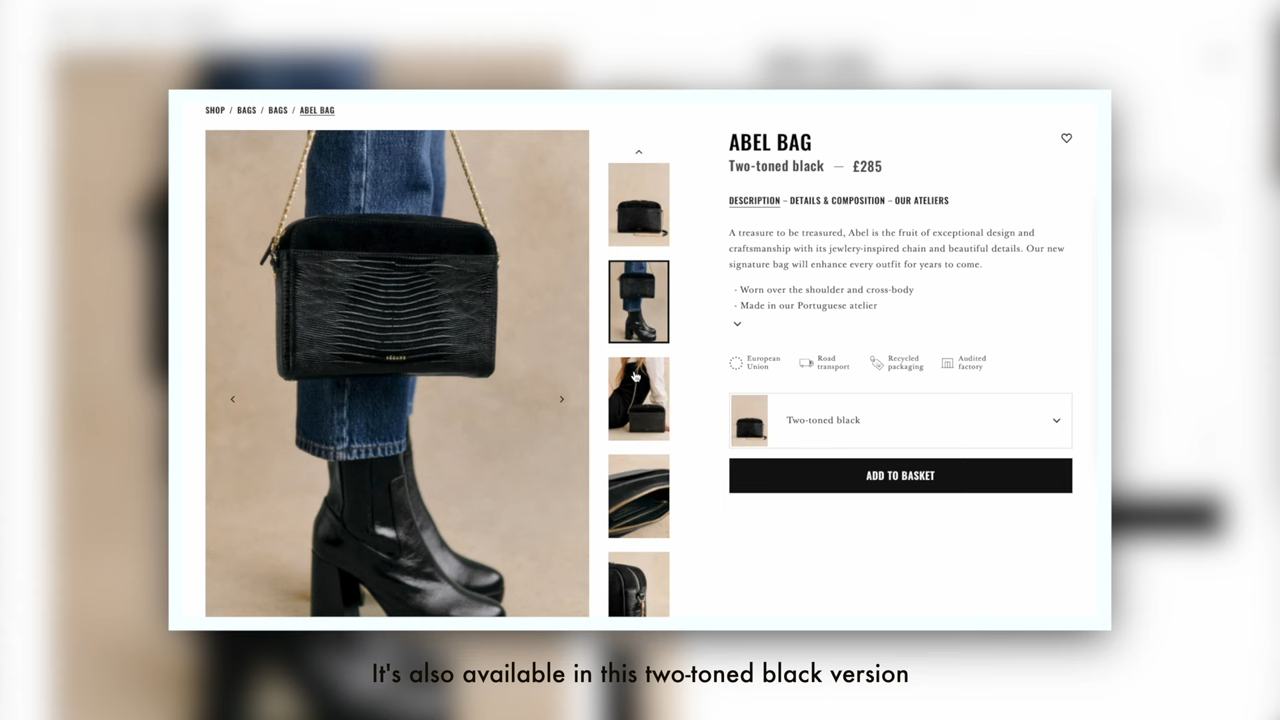 SHOP / BAGS / BAGS / ABEL BAG
ABEL BAG
Two-toned black — £285
DESCRIPTION – DETAILS & COMPOSITION – OUR ATELIERS
A treasure to be treasured, Abel is the fruit of exceptional design and
craftsmanship with its jewlery-inspired chain and beautiful details. Our new
signature bag will enhance every outfit for years to come.
- Worn over the shoulder and cross-body
- Made in our Portuguese atelier
European
Union
Road
transport
Recycled
packaging
Audited
factory
Two-toned black
ADD TO BASKET
SÉZANE
It's also available in this two-toned black version